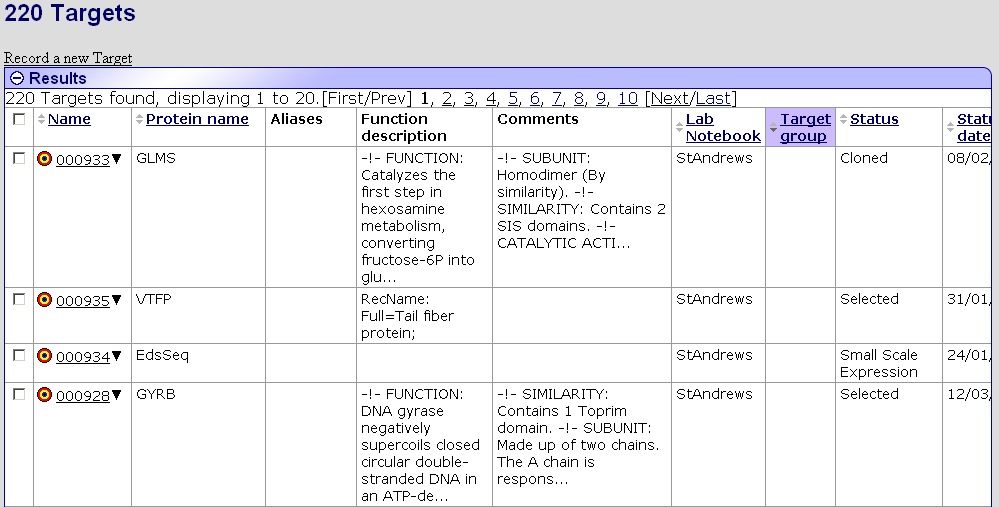 220 Targets
Record a new Target
Results
220 Targets found, displaying 1 to 20.[First/Prev] 1, 2, 3, 4, 5, 6, 7, 8, 9, 10 [Next/Last]
Name Protein name Aliases Function description Comments Lab Notebook Target group Status Statu date
000933 GLMS
-!- FUNCTION:
Catalyzes the
first step in
hexosamine
metabolism,
converting
fructose-6P into
glu...
-!- SUBUNIT:
Homodimer (By
similarity). -!-
SIMILARITY: Contains 2
SIS domains. -!-
CATALYTIC ACTI...
StAndrews Cloned 08/02,
000935 VTFP
RecName:
Full=Tail fiber
protein;
StAndrews Selected 31/01,
000934 EdsSeq
StAndrews
Small Scale
Expression
24/01,
000928 GYRB
-!- FUNCTION:
DNA gyrase
negatively
supercoils closed
circular double-
stranded DNA in
an ATP-de...
-!- SIMILARITY:
Contains 1 Toprim
domain. -!- SUBUNIT:
Made up of two chains.
The A chain is
respons...
StAndrews Selected 12/03,